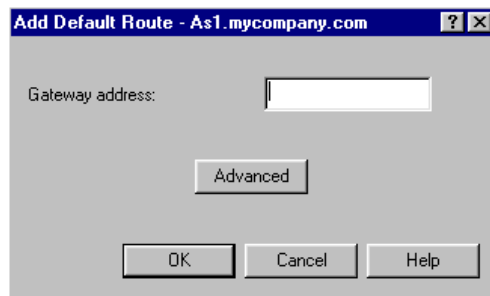 Add Default Route - As1.mycompany.com
Gateway address:
Advanced
OK Cancel Help